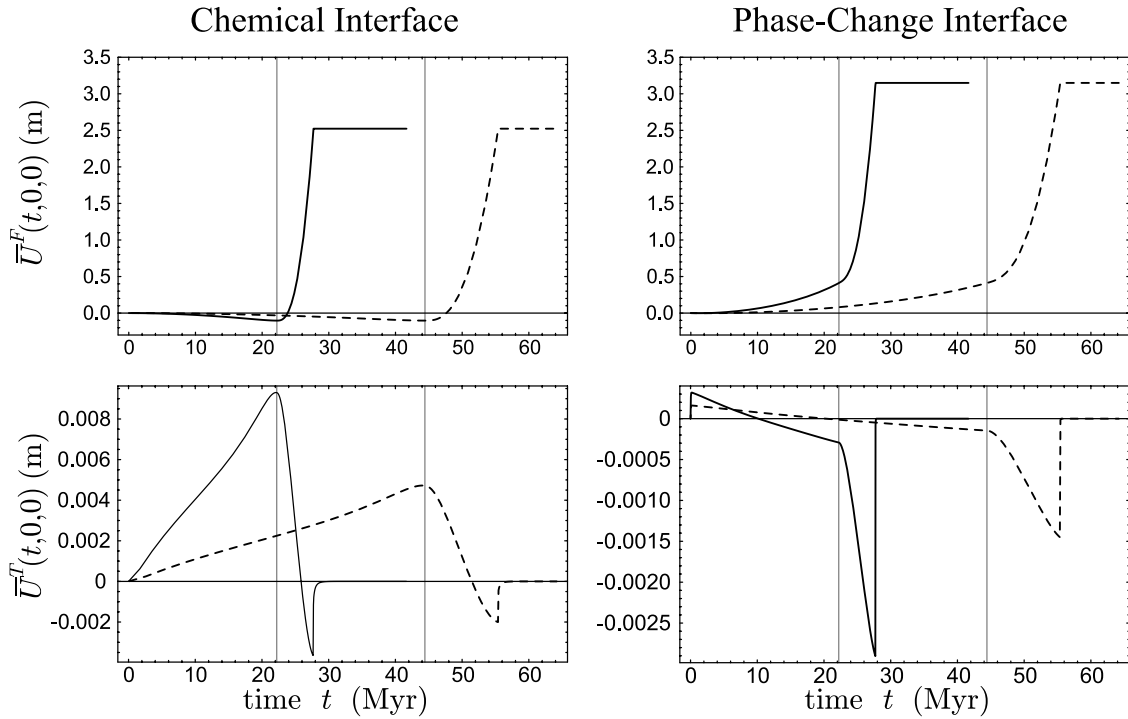 Chemical Interface
Phase-Change Interface
U̅^F(t,0,0) (m)
3.5
3.0
2.5
2.0
1.5
1.0
0.5
0.0
0 10 20 30 40 50 60
3.5
3.0
2.5
2.0
1.5
1.0
0.5
0.0
0 10 20 30 40 50 60
U̅^T(t,0,0) (m)
0.008
0.006
0.004
0.002
0
-0.002
0 10 20 30 40 50 60
time t (Myr)
0
-0.0005
-0.0010
-0.0015
-0.0020
-0.0025
0 10 20 30 40 50 60
time t (Myr)